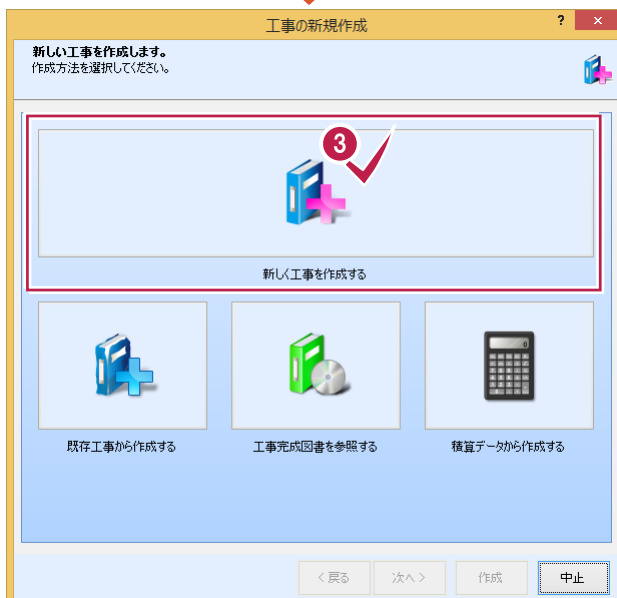 工事の新規作成
? ×
新しい工事を作成します。
作成方法を選択してください。
3
新しく工事を作成する
0
既存工事から作成する
工事完成図書を参照する
積算データから作成する
< 戻る 次へ > 作成 中止